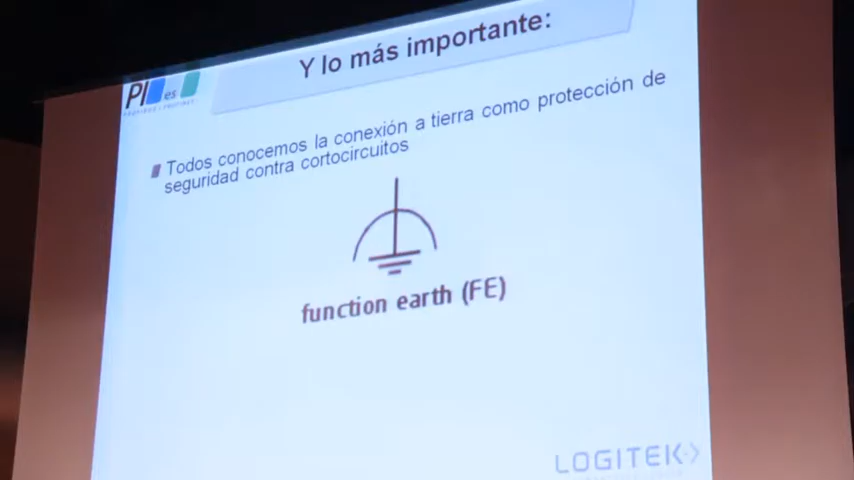 Y lo más importante:
PI es
Todos conocemos la conexión a tierra como protección de
seguridad contra cortocircuitos
function earth (FE)
LOGITEK